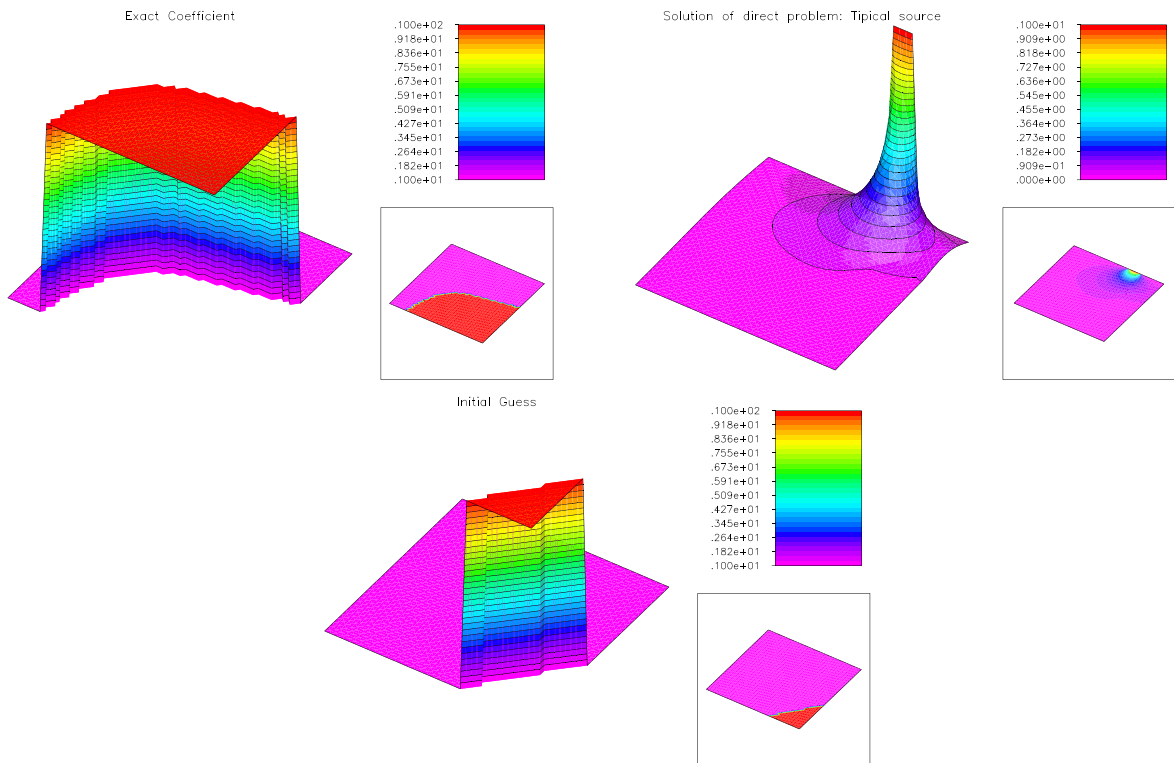 Exact Coefficient
.100e+02
.918e+01
.836e+01
.755e+01
.673e+01
.591e+01
.509e+01
.427e+01
.345e+01
.264e+01
.182e+01
.100e+01
Solution of direct problem: Tipical source
.100e+01
.909e+00
.818e+00
.727e+00
.636e+00
.545e+00
.455e+00
.364e+00
.273e+00
.182e+00
.909e-01
.000e+00
Initial Guess
.100e+02
.918e+01
.836e+01
.755e+01
.673e+01
.591e+01
.509e+01
.427e+01
.345e+01
.264e+01
.182e+01
.100e+01